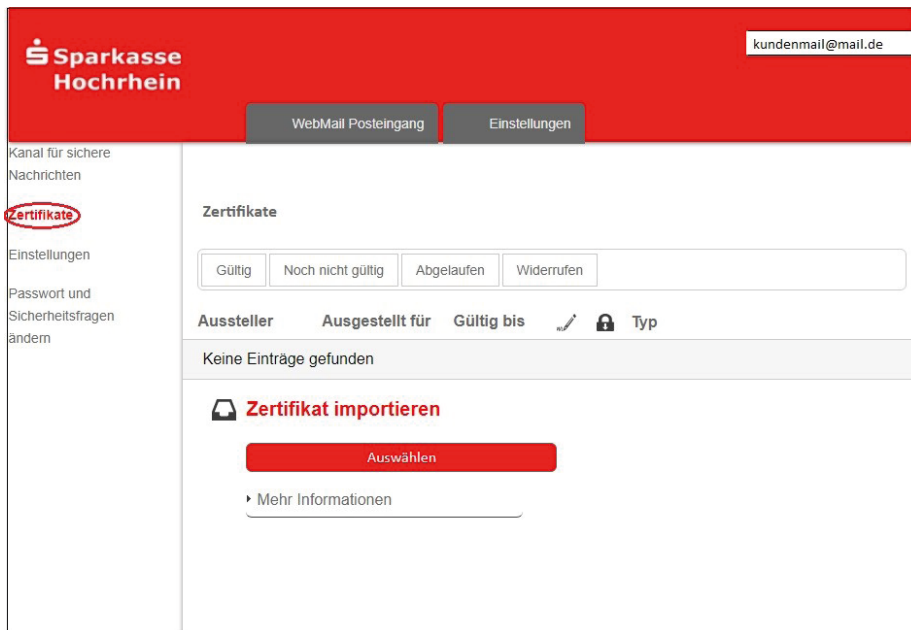 Sparkasse
Hochrhein
kundenmail@mail.de
WebMail Posteingang
Einstellungen
Kanal für sichere
Nachrichten
Zertifikate
Einstellungen
Passwort und
Sicherheitsfragen
ändern
Zertifikate
Gültig Noch nicht gültig Abgelaufen Widerrufen
Aussteller Ausgestellt für Gültig bis Typ
Keine Einträge gefunden
Zertifikat importieren
Auswählen
Mehr Informationen